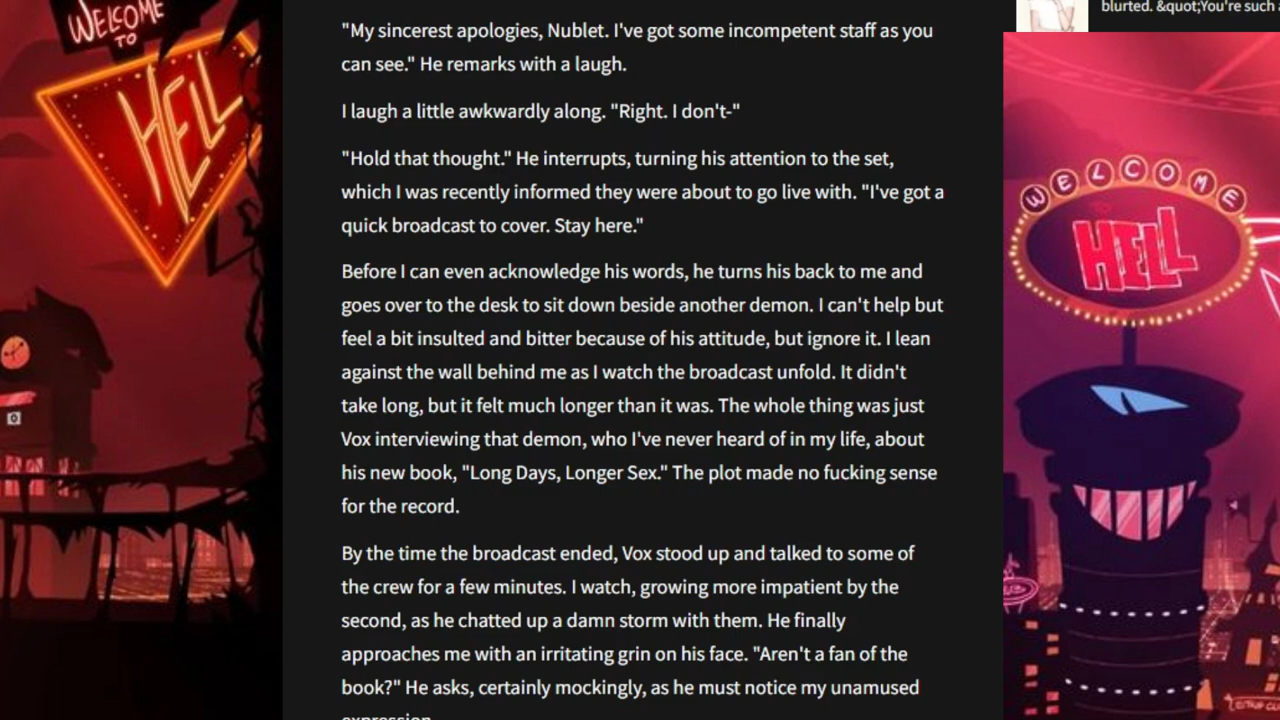 WELCOME
TO
HELL
"My sincerest apologies, Nublet. I've got some incompetent staff as you
can see." He remarks with a laugh.
I laugh a little awkwardly along. "Right. I don't-"
"Hold that thought." He interrupts, turning his attention to the set,
which I was recently informed they were about to go live with. "I've got a
quick broadcast to cover. Stay here."
Before I can even acknowledge his words, he turns his back to me and
goes over to the desk to sit down beside another demon. I can't help but
feel a bit insulted and bitter because of his attitude, but ignore it. I lean
against the wall behind me as I watch the broadcast unfold. It didn't
take long, but it felt much longer than it was. The whole thing was just
Vox interviewing that demon, who I've never heard of in my life, about
his new book, "Long Days, Longer Sex." The plot made no fucking sense
for the record.
By the time the broadcast ended, Vox stood up and talked to some of
the crew for a few minutes. I watch, growing more impatient by the
second, as he chatted up a damn storm with them. He finally
approaches me with an irritating grin on his face. "Aren't a fan of the
book?" He asks, certainly mockingly, as he must notice my unamused
expression.
blurted. &quot;You're such a
WELCOME
TO
HELL